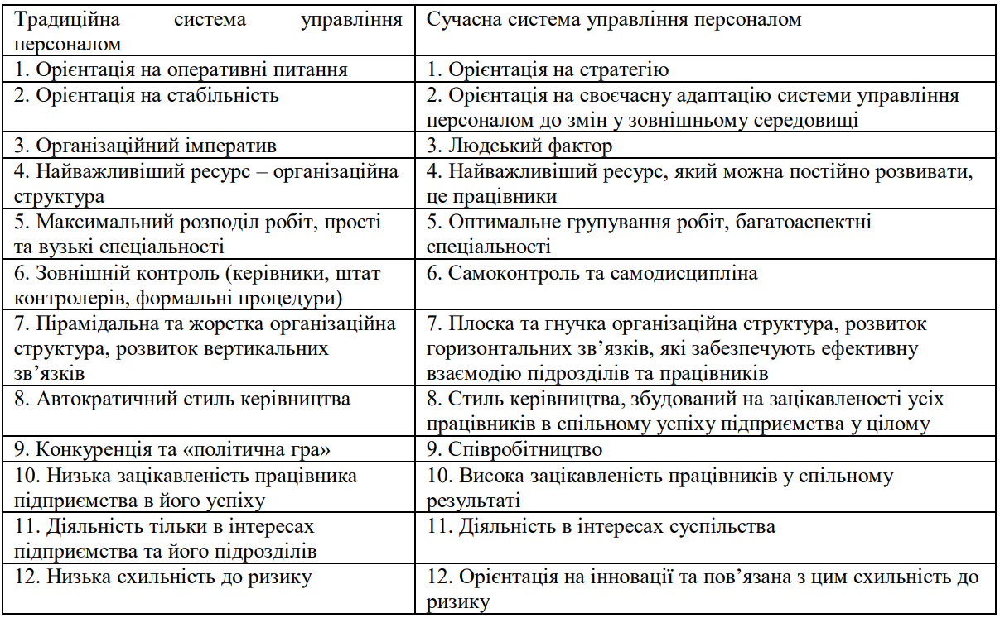 Традиційна система управління
персоналом
Сучасна система управління персоналом
1. Орієнтація на оперативні питання
1. Орієнтація на стратегію
2. Орієнтація на стабільність
2. Орієнтація на своєчасну адаптацію системи управління
персоналом до змін у зовнішньому середовищі
3. Організаційний імператив
3. Людський фактор
4. Найважливіший ресурс – організаційна
структура
4. Найважливіший ресурс, який можна постійно розвивати,
це працівники
5. Максимальний розподіл робіт, прості
та вузькі спеціальності
5. Оптимальне групування робіт, багатоаспектні
спеціальності
6. Зовнішній контроль (керівники, штат
контролерів, формальні процедури)
6. Самоконтроль та самодисципліна
7. Пірамідальна та жорстка організаційна
структура, розвиток вертикальних
зв’язків
7. Плоска та гнучка організаційна структура, розвиток
горизонтальних зв’язків, які забезпечують ефективну
взаємодію підрозділів та працівників
8. Автократичний стиль керівництва
8. Стиль керівництва, збудований на зацікавленості усіх
працівників в спільному успіху підприємства у цілому
9. Конкуренція та «політична гра»
9. Співробітництво
10. Низька зацікавленість працівника
підприємства в його успіху
10. Висока зацікавленість працівників у спільному
результаті
11. Діяльність тільки в інтересах
підприємства та його підрозділів
11. Діяльність в інтересах суспільства
12. Низька схильність до ризику
12. Орієнтація на інновації та пов’язана з цим схильність до
ризику